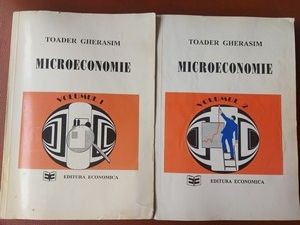 TOADER GHERASIM
MICROECONOMIE
VOLUMUL 1
EDITURA ECONOMICA
TOADER GHERASIM
MICROECONOMIE
VOLUMUL 2
EDITURA ECONOMICA